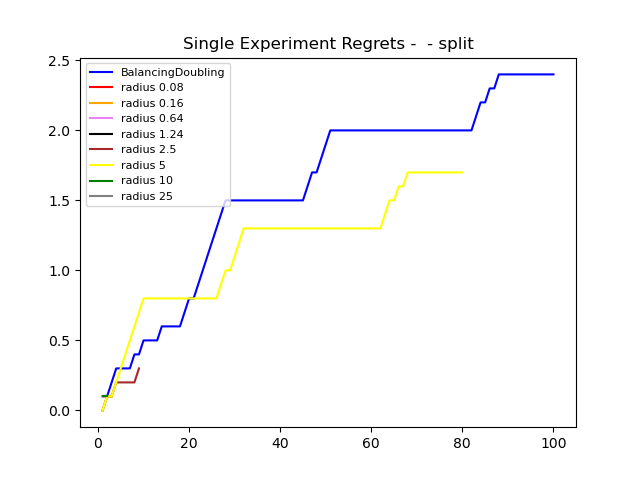 Single Experiment Regrets -  - split
2.5
2.0
1.5
1.0
0.5
0.0
BalancingDoubling
radius 0.08
radius 0.16
radius 0.64
radius 1.24
radius 2.5
radius 5
radius 10
radius 25
0 20 40 60 80 100